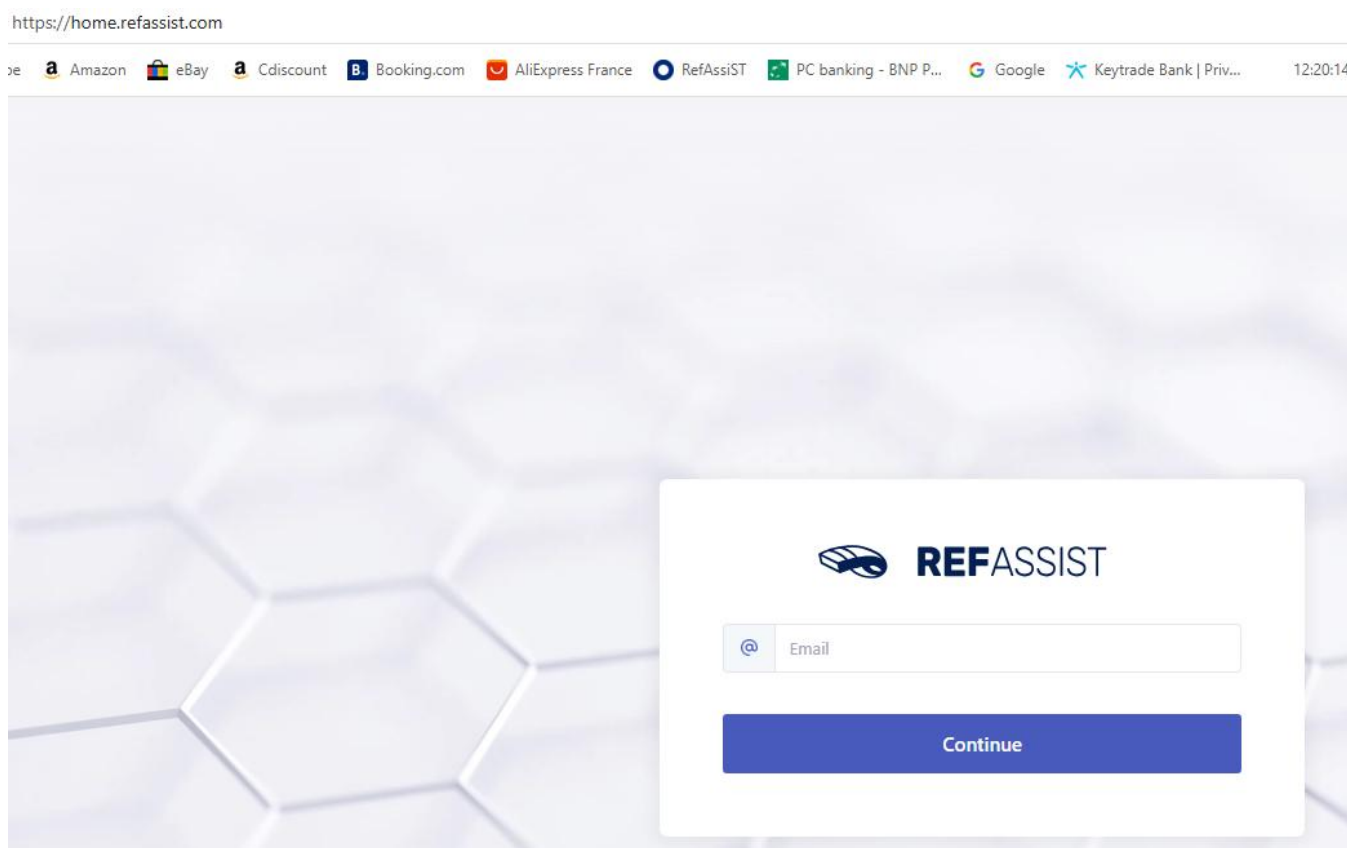 https://home.refassist.com
be Amazon eBay Cdiscount B. Booking.com AliExpress France RefAssiST PC banking - BNP P... Google Keytrade Bank | Priv... 12:20:14
REFASSIST
@ Email
Continue